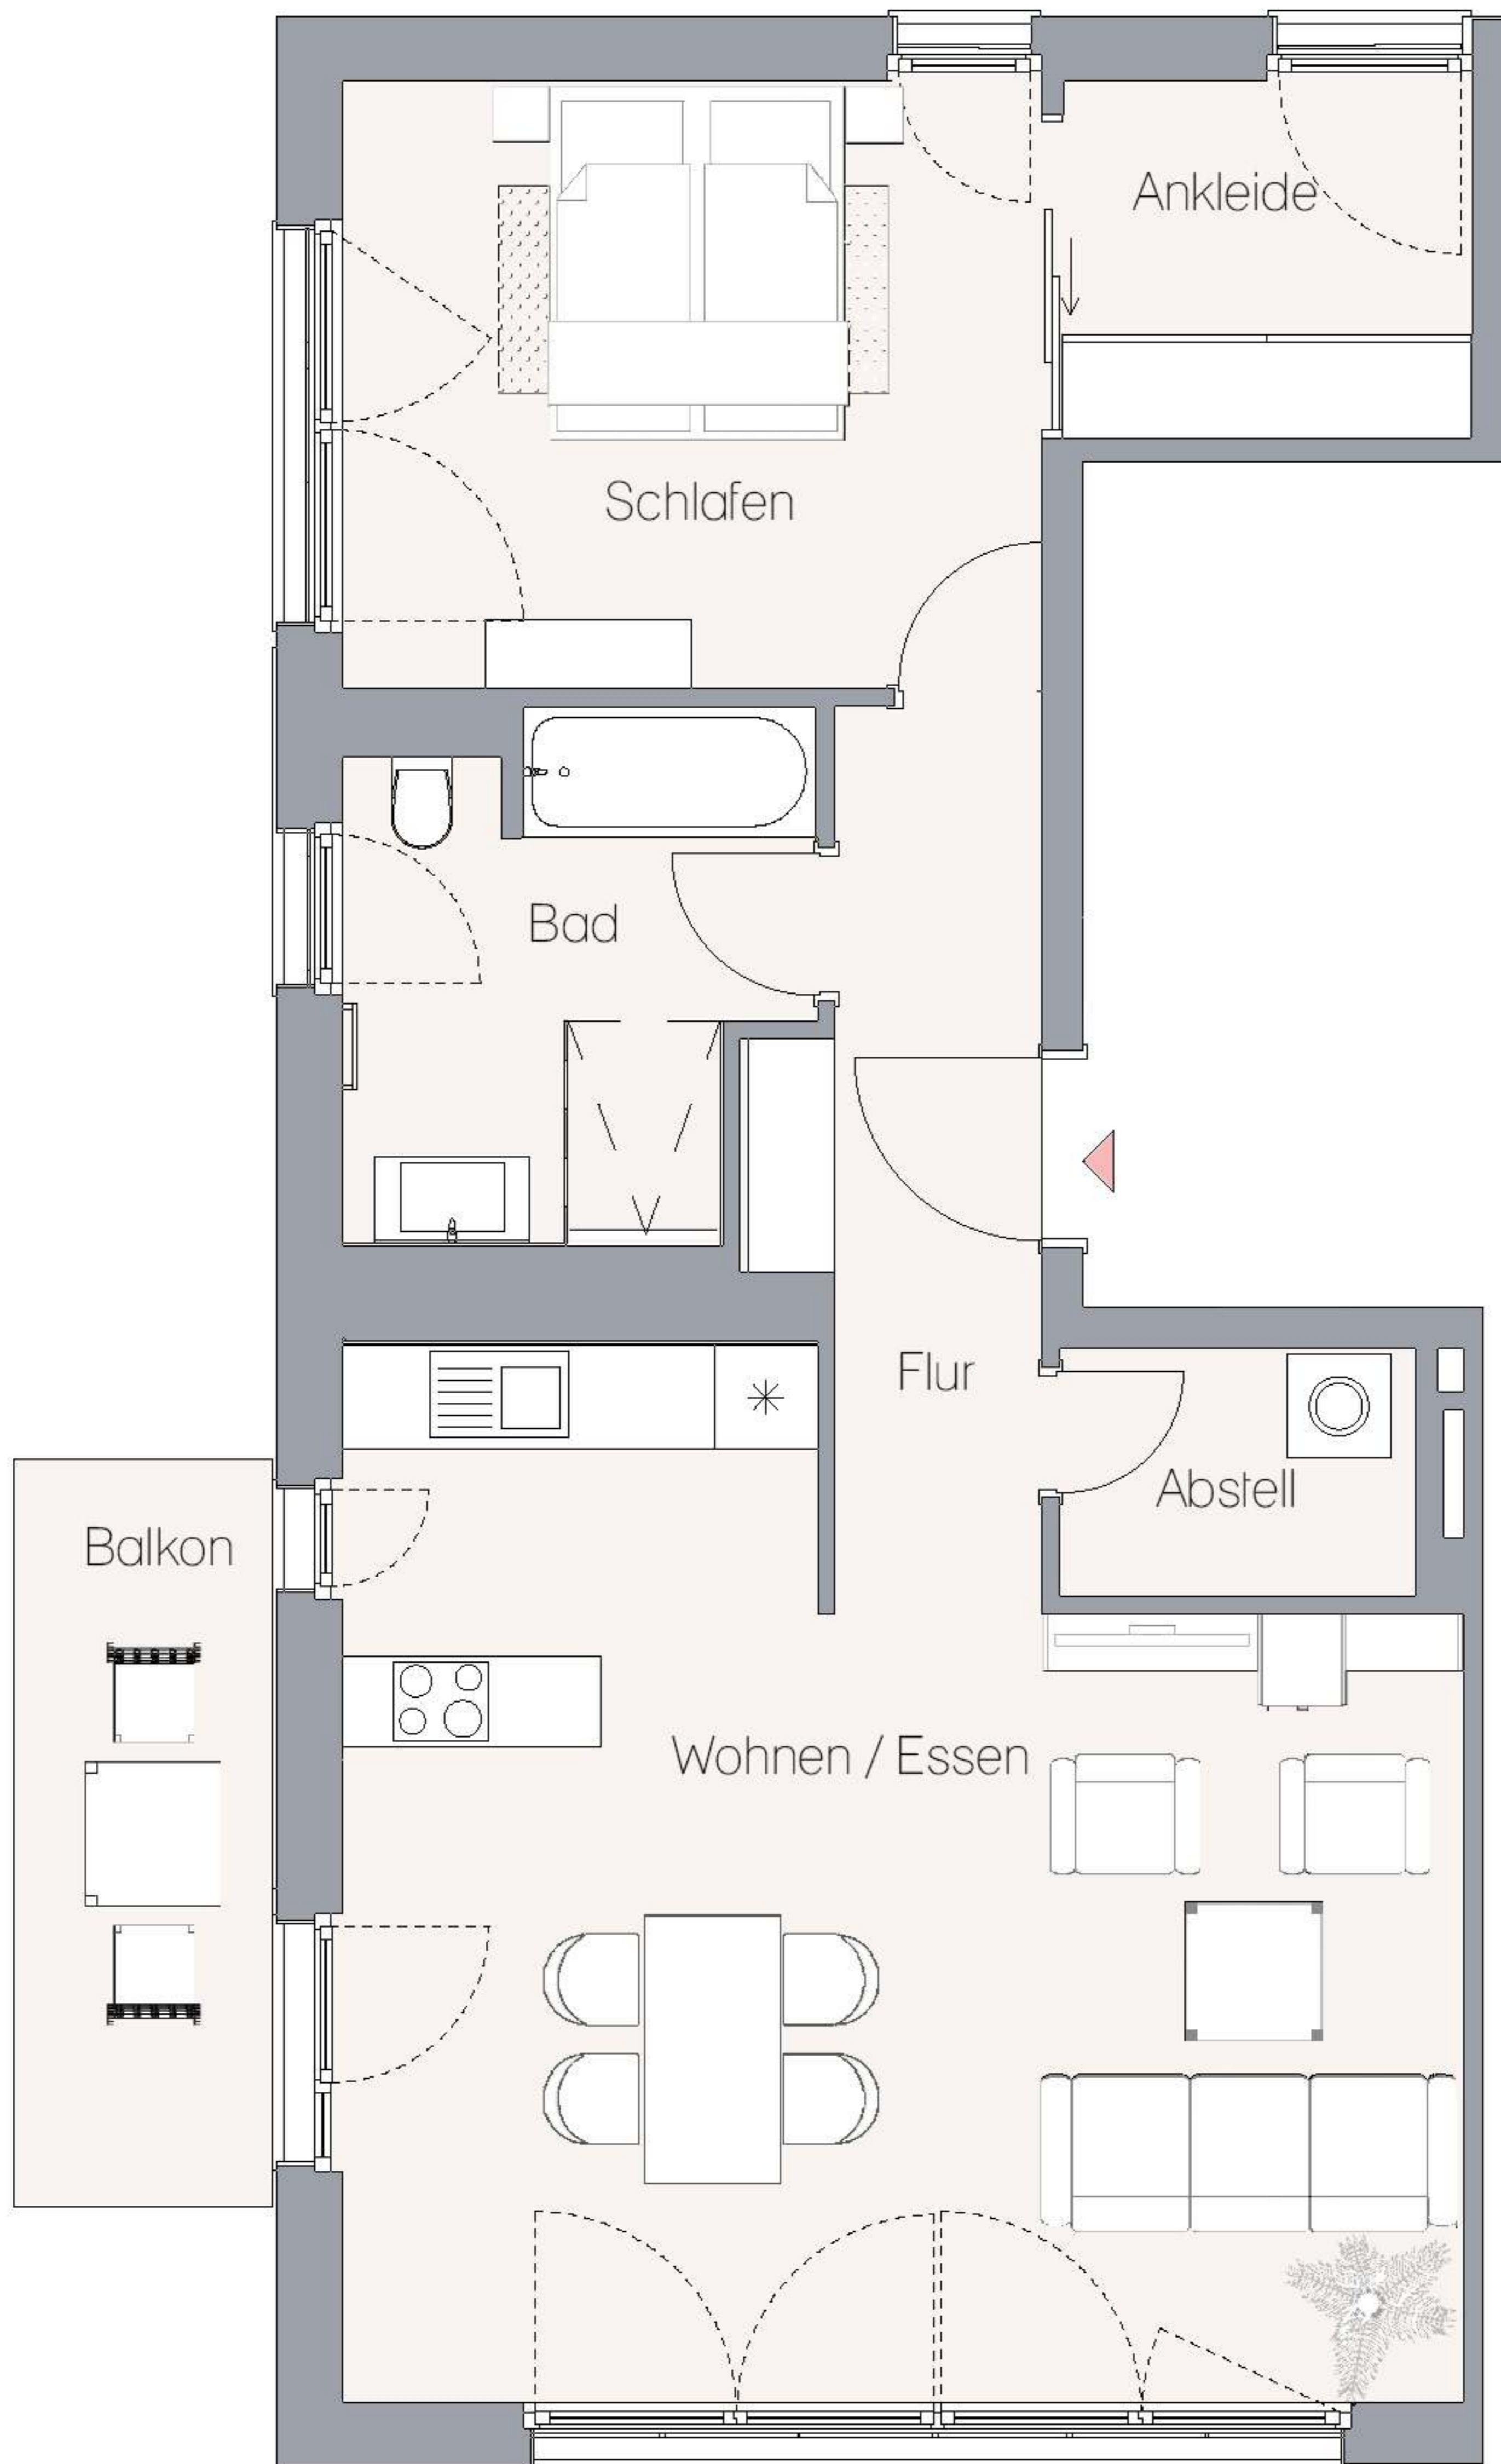 Ankleide
Schlafen
Bad
Flur
Abstell
Balkon
Wohnen / Essen